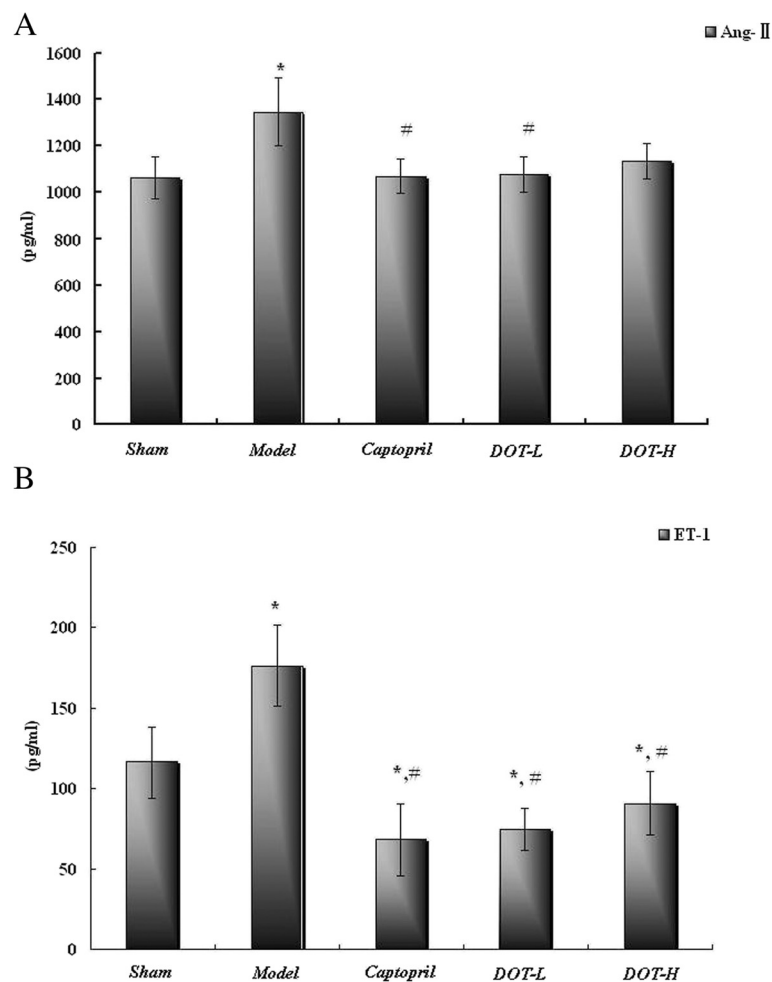 A
Ang-Ⅱ
1600
*
1400
# #
1200
1000
800
600
400
200
0
(pg/ml)
Sham Model Captopril DOT-L DOT-H
B
ET-1
250
*
200
150
*,# *, # *, #
100
50
0
(pg/ml)
Sham Model Captopril DOT-L DOT-H